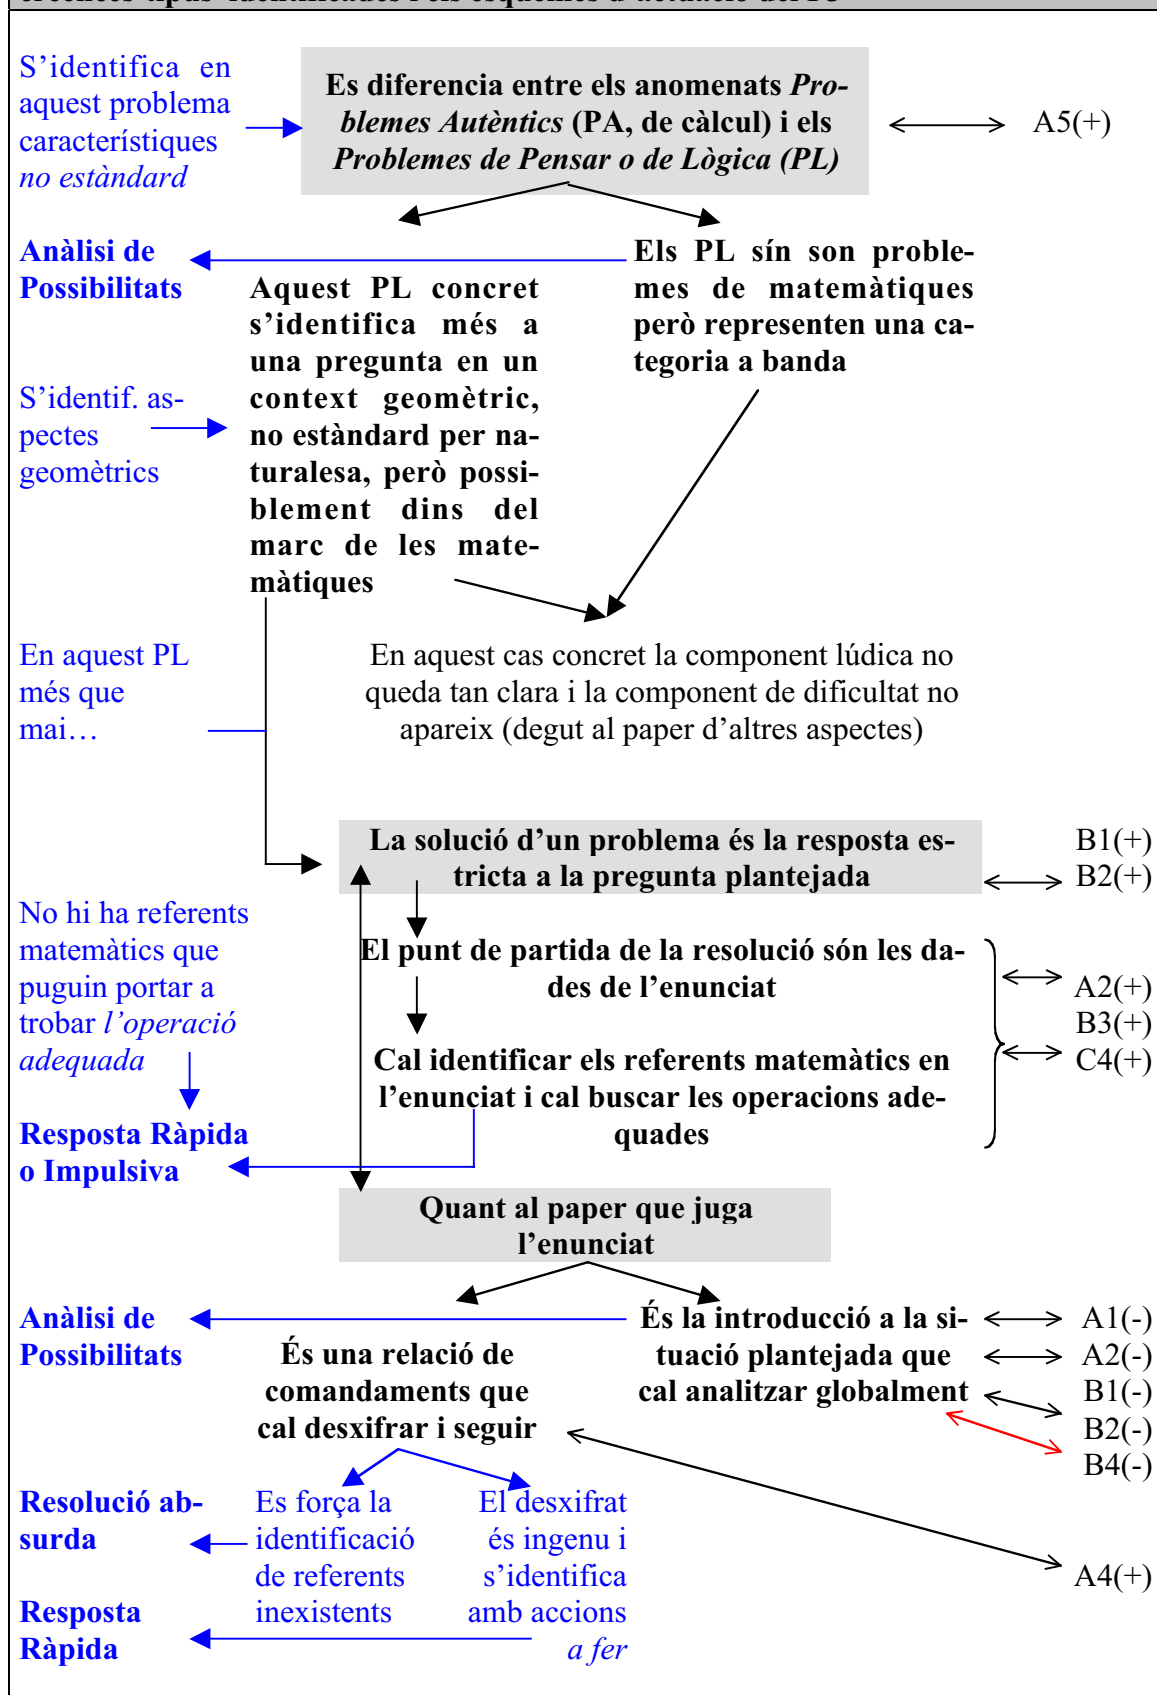 S’identifica en
aquest problema
característiques
no estàndard
Es diferencia entre els anomenats Pro-
blemes Autèntics (PA, de càlcul) i els
Problemes de Pensar o de Lògica (PL)
A5(+)
Anàlisi de
Possibilitats
Els PL sín son proble-
mes de matemàtiques
però representen una ca-
tegoria a banda
Aquest PL concret
s’identifica més a
una pregunta en un
context geomètric,
no estàndard per na-
turalesa, però possi-
blement dins del
marc de les mate-
màtiques
S’identif. as-
pectes
geomètrics
En aquest PL
més que
mai…
En aquest cas concret la component lúdica no
queda tan clara i la component de dificultat no
apareix (degut al paper d’altres aspectes)
La solució d’un problema és la resposta es-
tricta a la pregunta plantejada
B1(+)
B2(+)
No hi ha referents
matemàtics que
puguin portar a
trobar l’operació
adequada
El punt de partida de la resolució són les da-
des de l’enunciat
Cal identificar els referents matemàtics en
l’enunciat i cal buscar les operacions ade-
quades
A2(+)
B3(+)
C4(+)
Resposta Ràpida
o Impulsiva
Quant al paper que juga
l’enunciat
Anàlisi de
Possibilitats
És una relació de
comandaments que
cal desxifrar i seguir
És la introducció a la si-
tuació plantejada que
cal analitzar globalment
A1(-)
A2(-)
B1(-)
B2(-)
B4(-)
Resolució ab-
surda
Es força la
identificació
de referents
inexistents
El desxifrat
és ingenu i
s’identifica
amb accions
a fer
A4(+)
Resposta
Ràpida